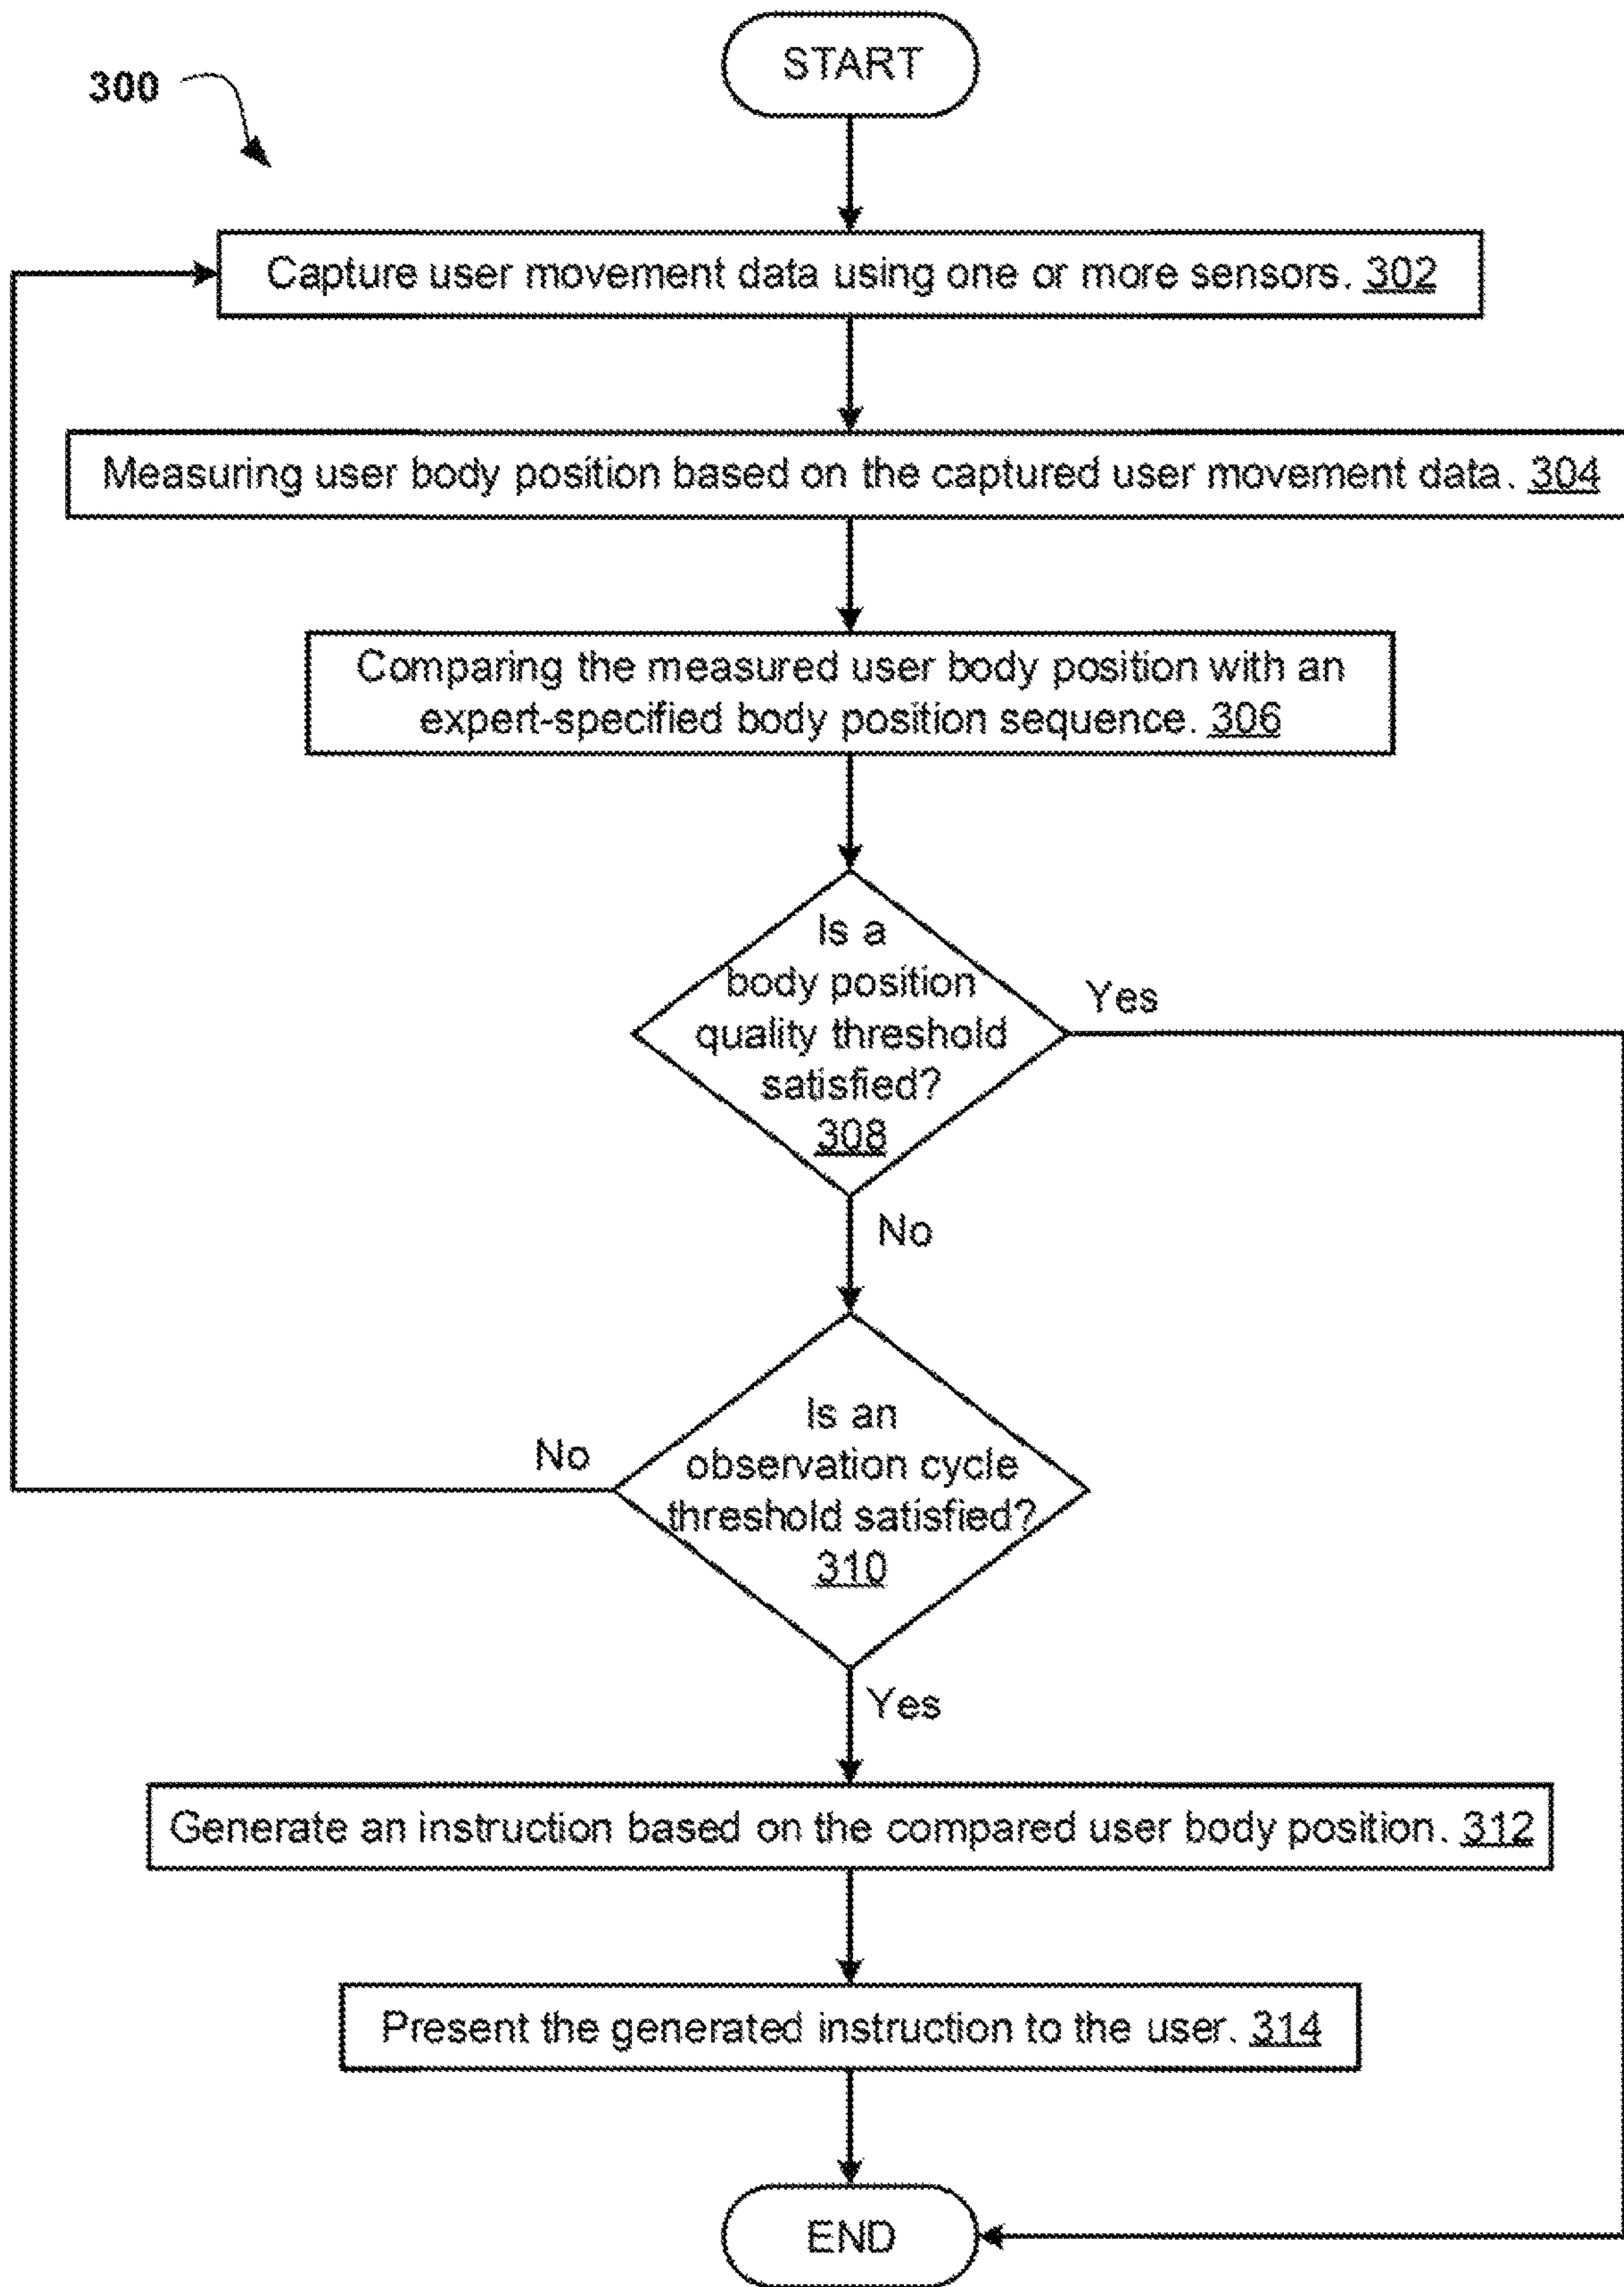 START
300
Capture user movement data using one or more sensors. 302
Measuring user body position based on the captured user movement data. 304
Comparing the measured user body position with an
expert-specified body position sequence. 306
Is a
body position
quality threshold
satisfied?
308
Yes
No
Is an
observation cycle
threshold satisfied?
310
No
Yes
Generate an instruction based on the compared user body position. 312
Present the generated instruction to the user. 314
END